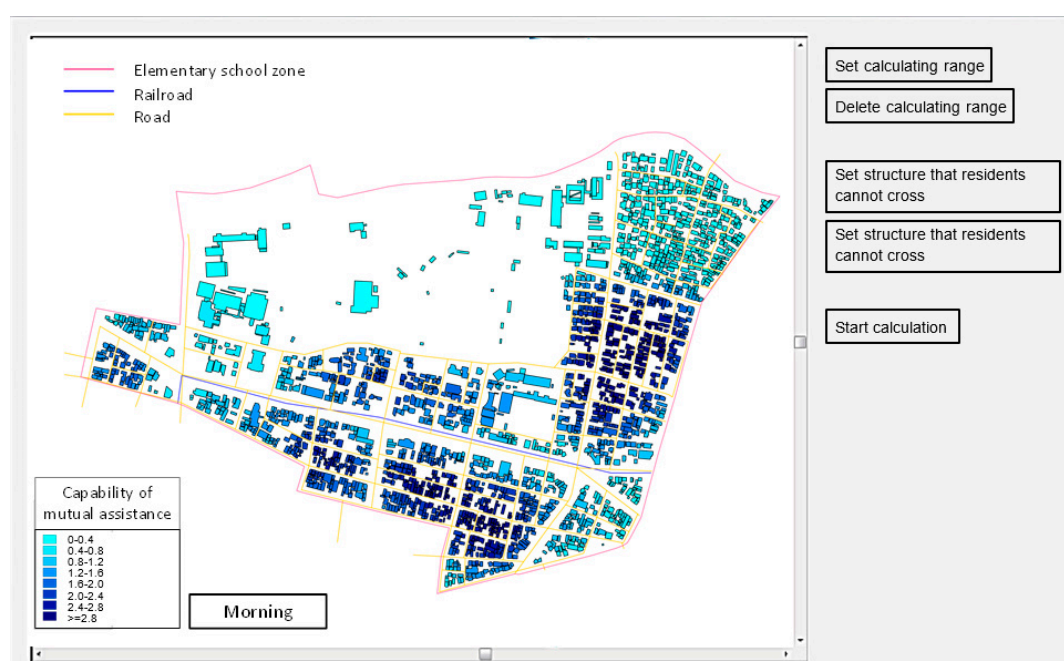 Elementary school zone
Railroad
Road
Set calculating range
Delete calculating range
Set structure that residents
cannot cross
Set structure that residents
cannot cross
Start calculation
Capability of
mutual assistance
0-0.4
0.4-0.8
0.8-1.2
1.2-1.6
1.6-2.0
2.0-2.4
2.4-2.8
>=2.8
Morning